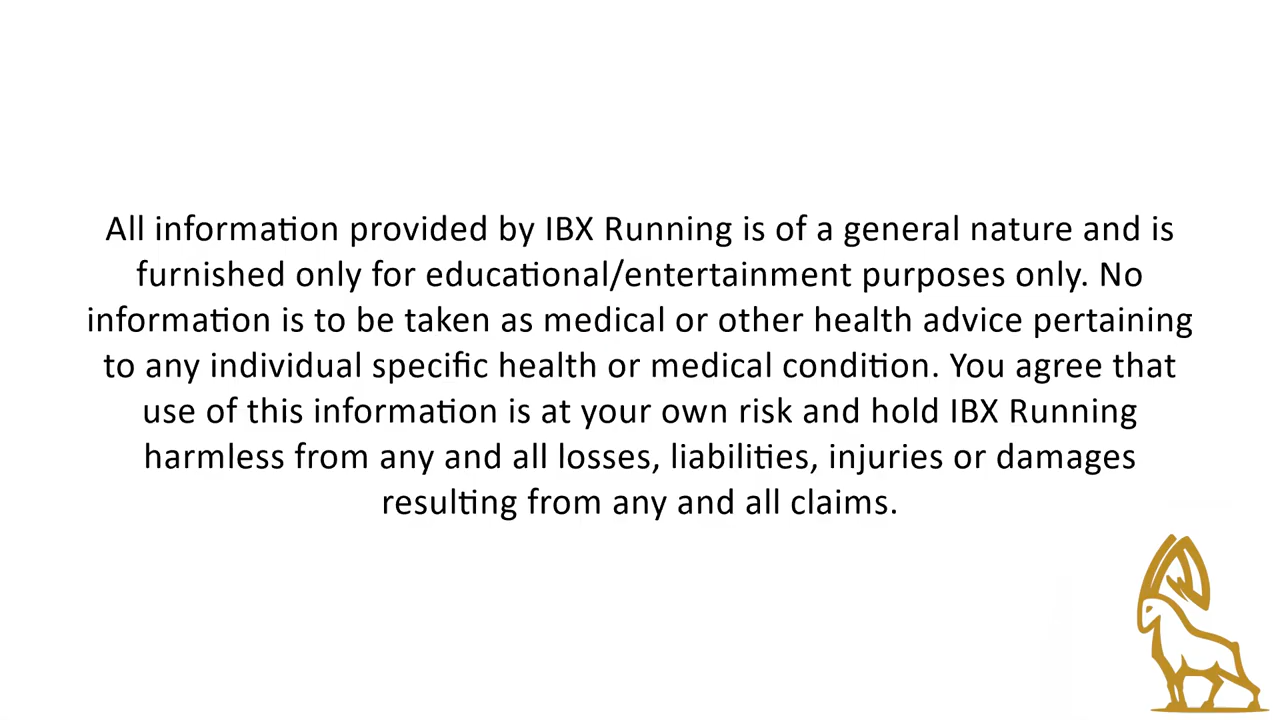 All information provided by IBX Running is of a general nature and is
furnished only for educational/entertainment purposes only. No
information is to be taken as medical or other health advice pertaining
to any individual specific health or medical condition. You agree that
use of this information is at your own risk and hold IBX Running
harmless from any and all losses, liabilities, injuries or damages
resulting from any and all claims.